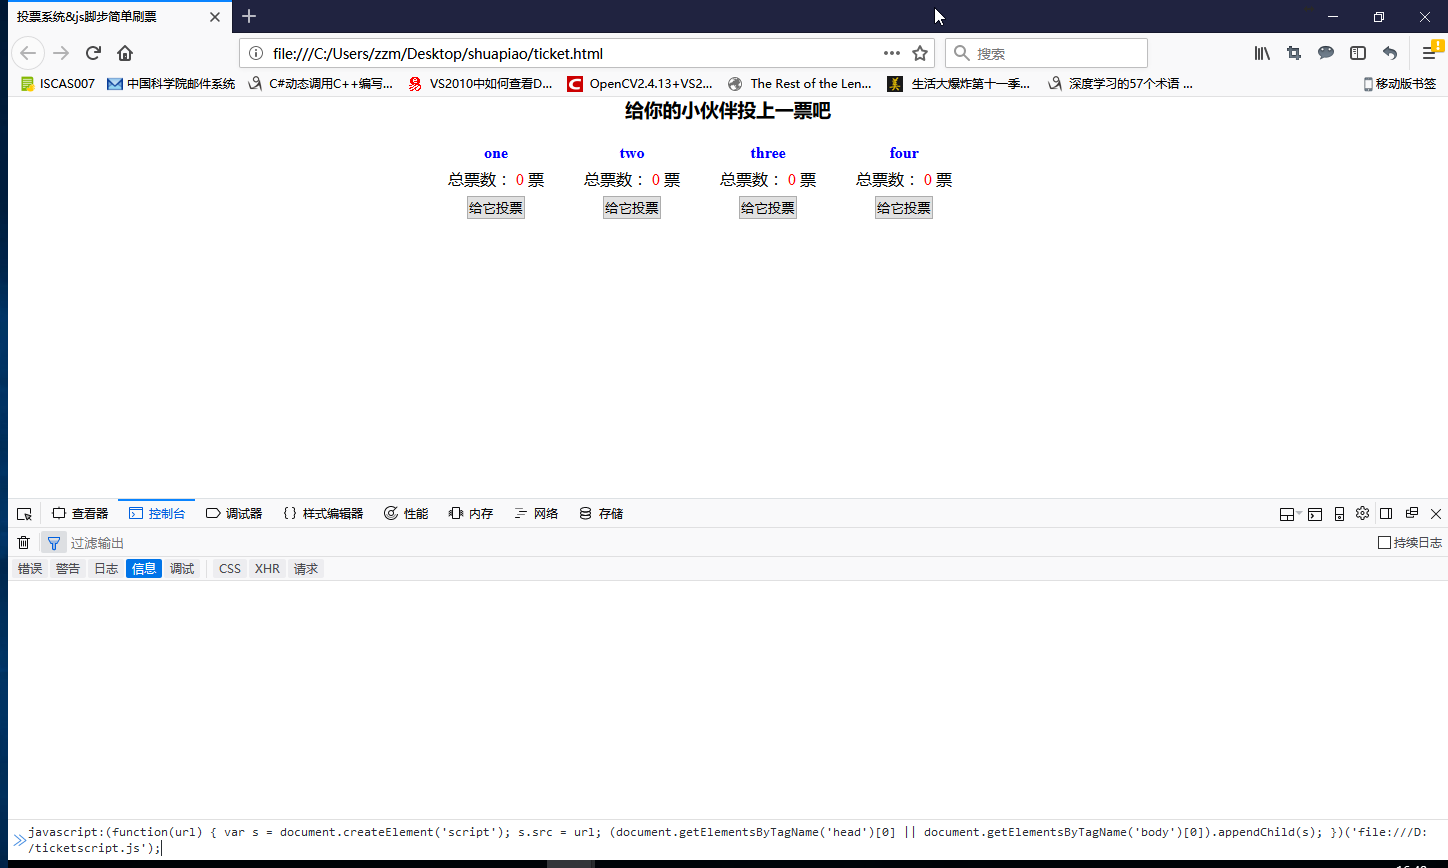 投票系统&js脚步简单刷票
file:///C:/Users/zzm/Desktop/shuapiao/ticket.html
搜索
ISCAS007 中国科学院邮件系统 C#动态调用C++编写... VS2010中如何查看D... OpenCV2.4.13+VS2... The Rest of the Len... 生活大爆炸第十一季... 深度学习的57个术语 ... 移动版书签
给你的小伙伴投上一票吧
one two three four
总票数： 0 票 总票数： 0 票 总票数： 0 票 总票数： 0 票
给它投票 给它投票 给它投票 给它投票
查看器 控制台 调试器 {} 样式编辑器 性能 内存 网络 存储
过滤输出 持续日志
错误 警告 日志 信息 调试 CSS XHR 请求
javascript:(function(url) { var s = document.createElement('script'); s.src = url; (document.getElementsByTagName('head')[0] || document.getElementsByTagName('body')[0]).appendChild(s); })('file:///D:
/ticketscript.js');